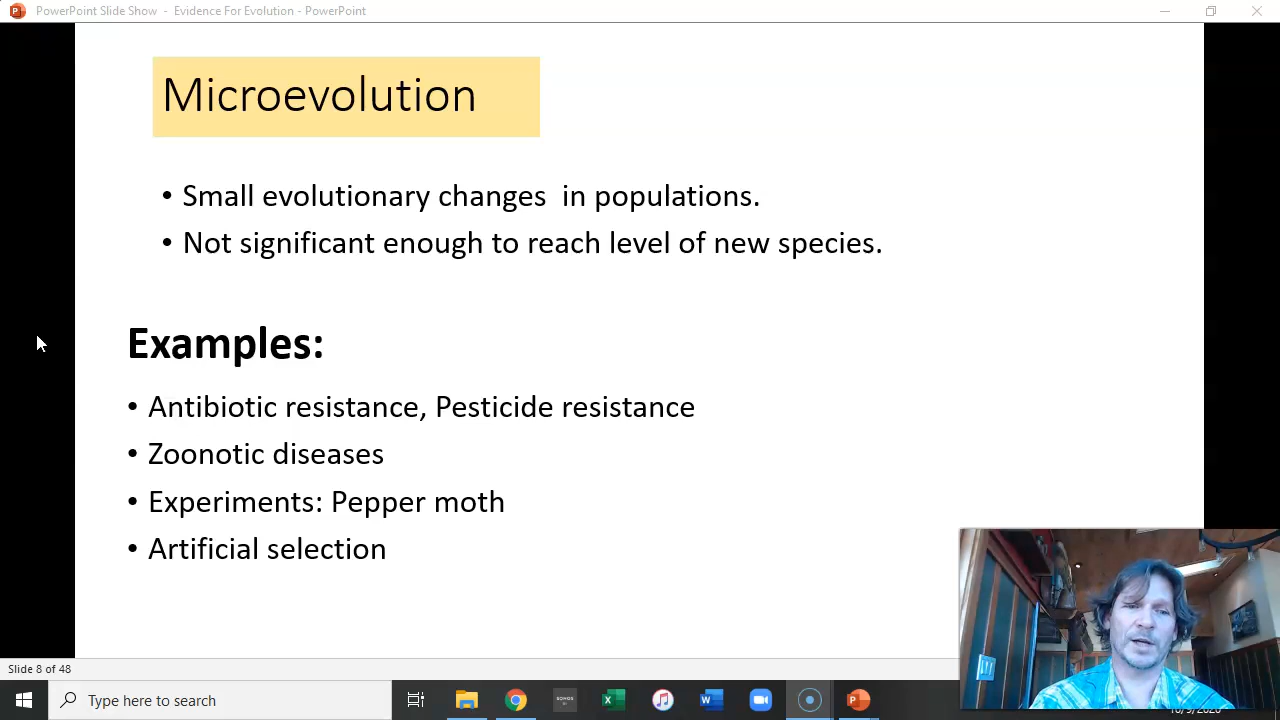 PowerPoint Slide Show - Evidence For Evolution - PowerPoint
Microevolution
• Small evolutionary changes  in populations.
• Not significant enough to reach level of new species.
Examples:
• Antibiotic resistance, Pesticide resistance
• Zoonotic diseases
• Experiments: Pepper moth
• Artificial selection
Slide 8 of 48
Type here to search
SONOS